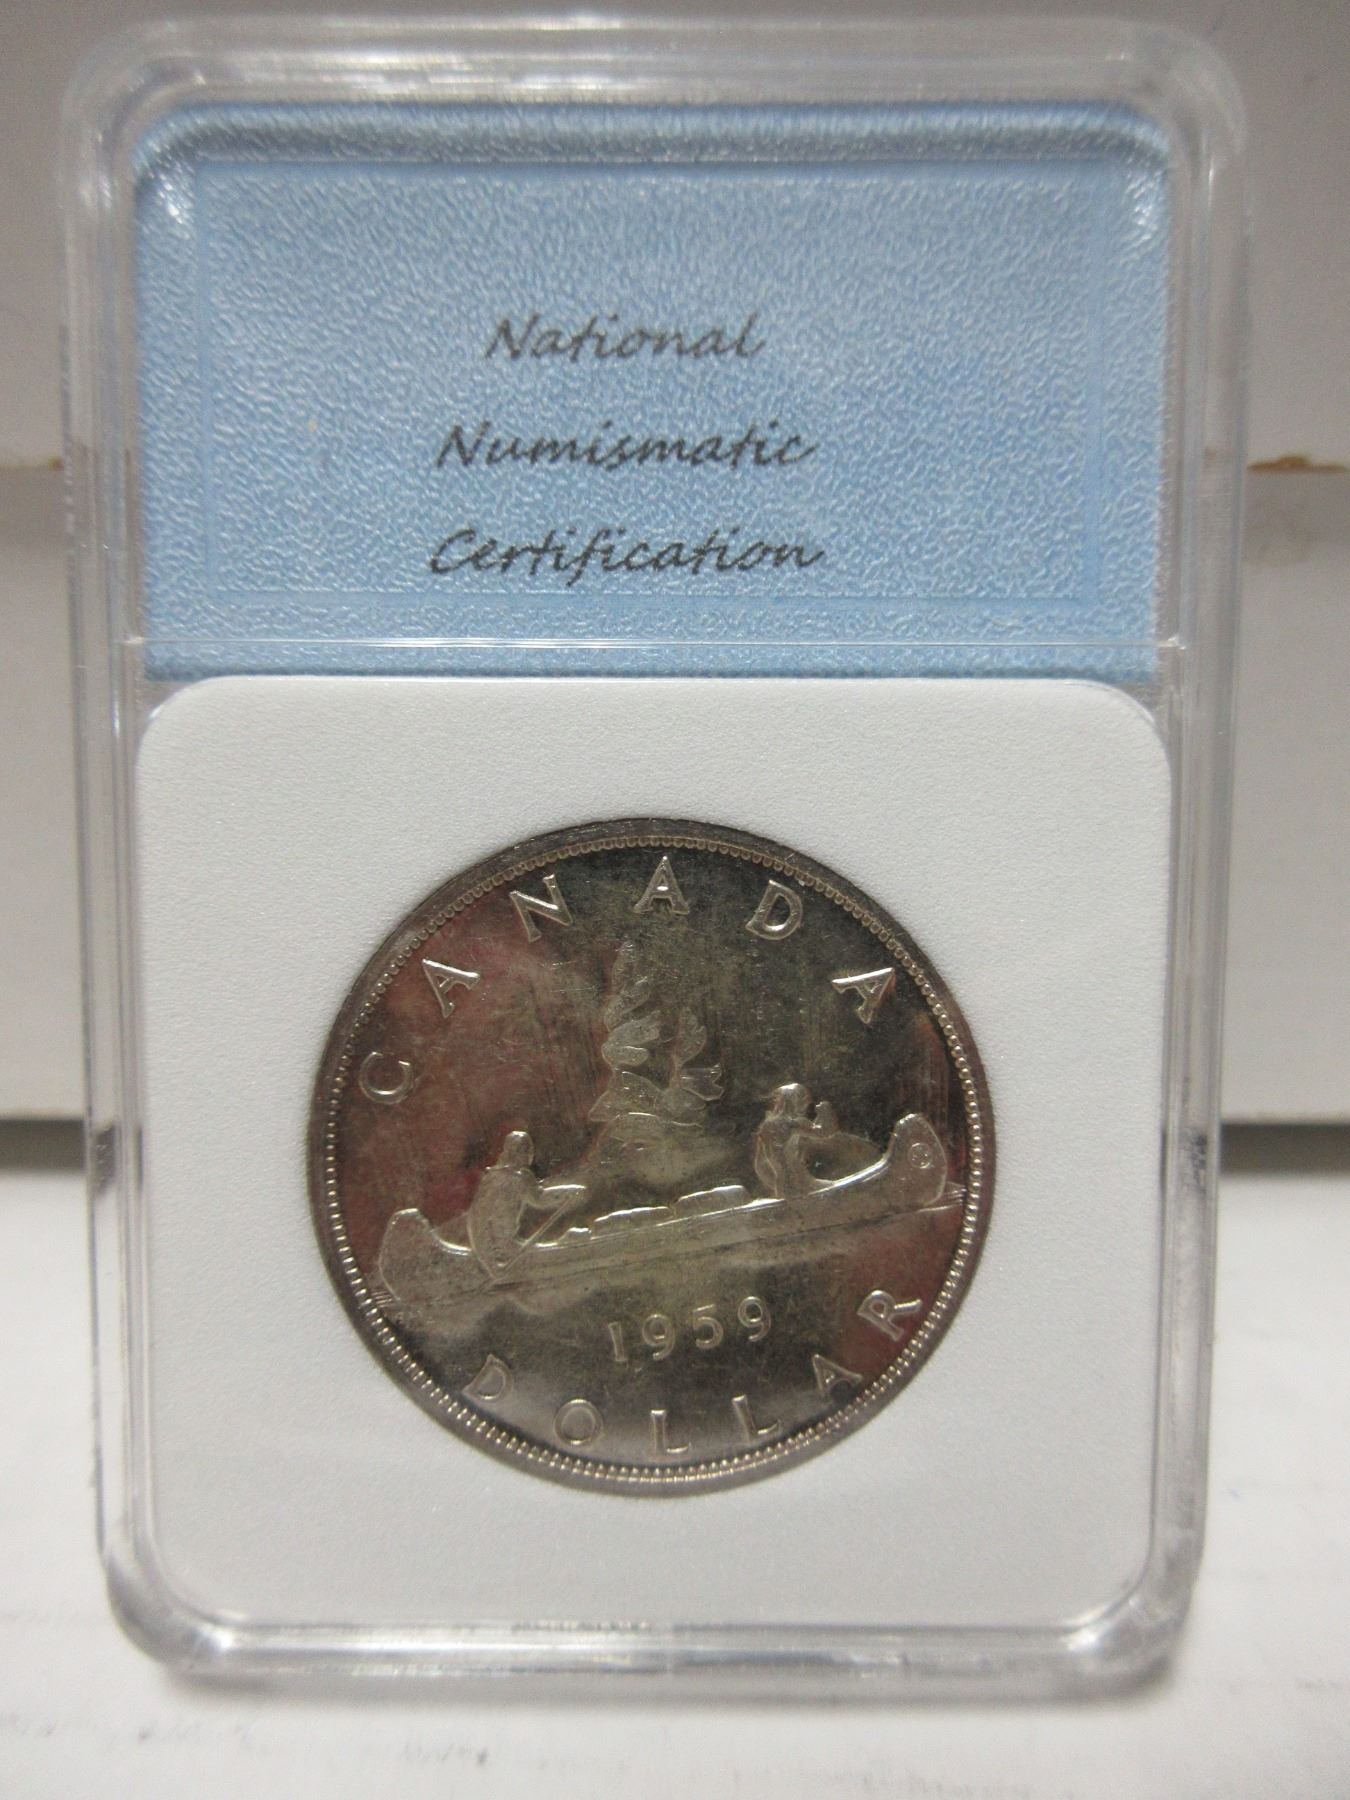 National
Numismatic
Certification
CANADA
1959
DOLLAR